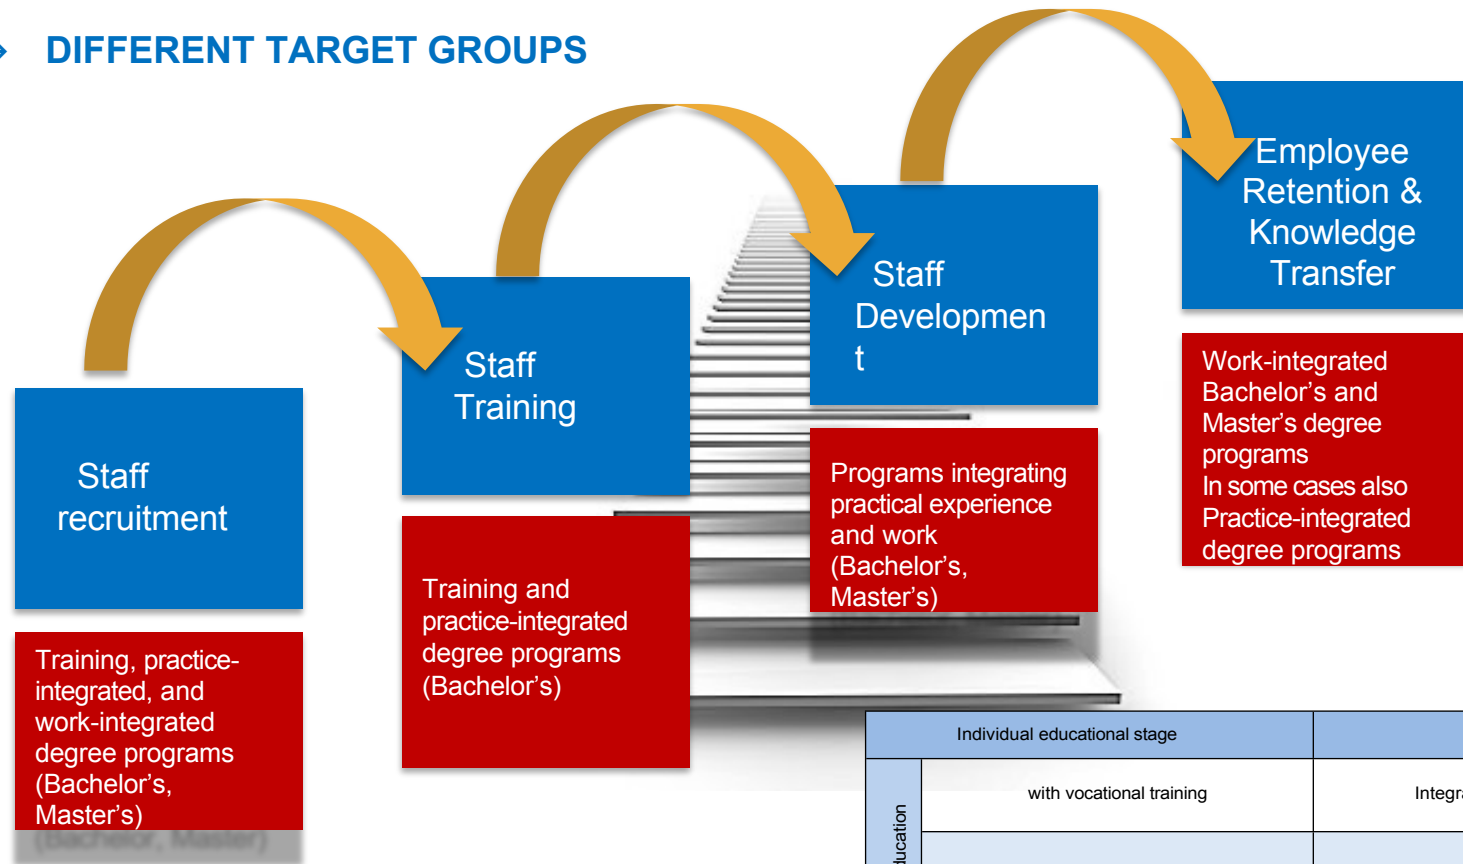 DIFFERENT TARGET GROUPS
Employee
Retention &
Knowledge
Transfer
Work-integrated
Bachelor’s and
Master’s degree
programs
In some cases also
Practice-integrated
degree programs
Staff
Developmen
t
Programs integrating
practical experience
and work
(Bachelor’s,
Master’s)
Staff
Training
Training and
practice-integrated
degree programs
(Bachelor’s)
Staff
recruitment
Training, practice-
integrated, and
work-integrated
degree programs
(Bachelor’s,
Master’s)
(Bachelor, Master)
Individual educational stage
with vocational training